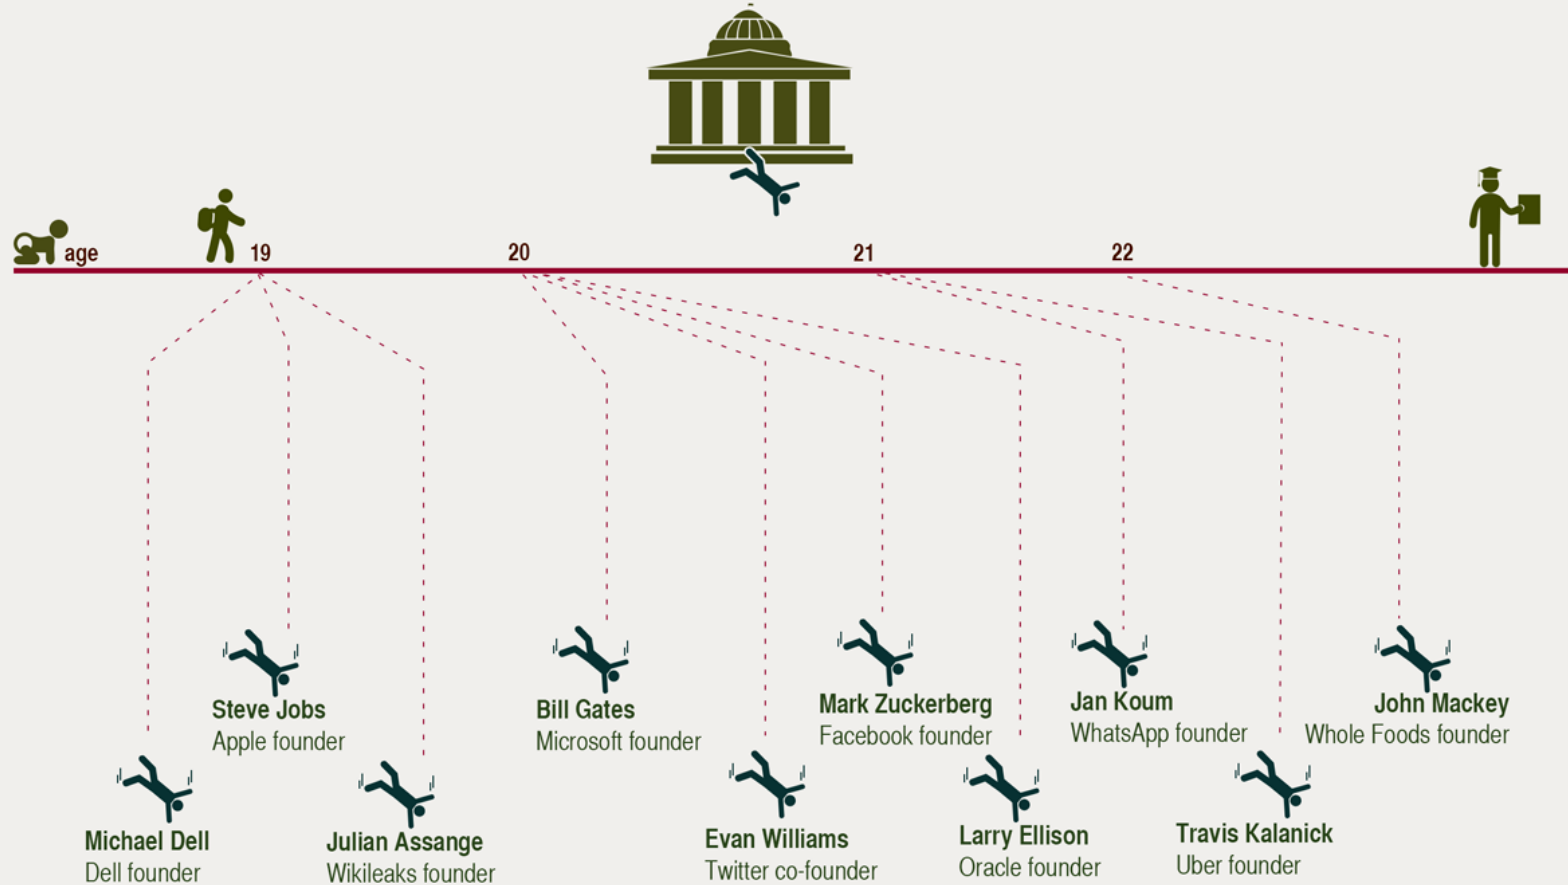 age
19
20
21
22
Steve Jobs
Apple founder
Bill Gates
Microsoft founder
Mark Zuckerberg
Facebook founder
Jan Koum
WhatsApp founder
John Mackey
Whole Foods founder
Michael Dell
Dell founder
Julian Assange
Wikileaks founder
Evan Williams
Twitter co-founder
Larry Ellison
Oracle founder
Travis Kalanick
Uber founder